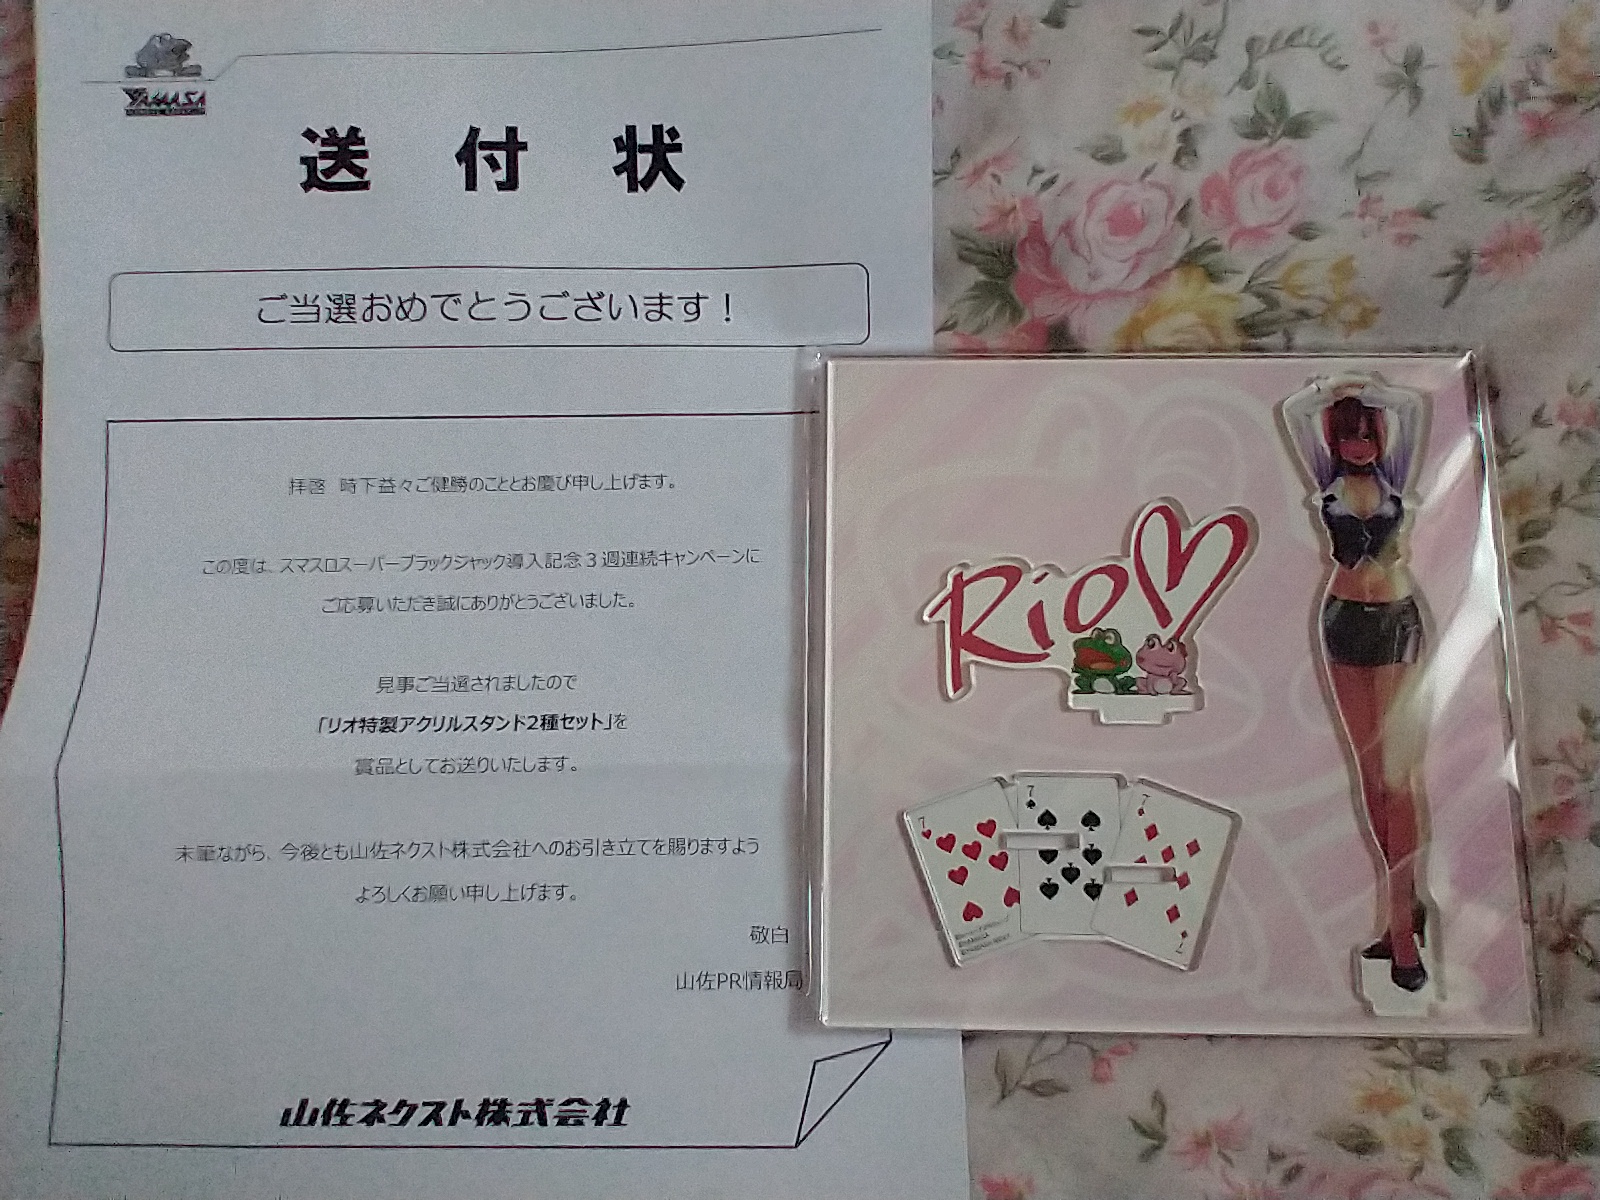 YAMASA
送付状
ご当選おめでとうございます！
拝啓 時下益々ご健勝のこととお慶び申し上げます。
この度は、スマスロスーパーブラックジャック導入記念3週連続キャンペーンに
ご応募いただき誠にありがとうございました。
見事ご当選されましたので
「リオ特製アクリルスタンド2種セット」を
賞品としてお送りいたします。
末筆ながら、今後とも山佐ネクスト株式会社へのお引き立てを賜りますよう
よろしくお願い申し上げます。
敬白
山佐PR情報局
山佐ネクスト株式会社
Rio
7
7
7
7